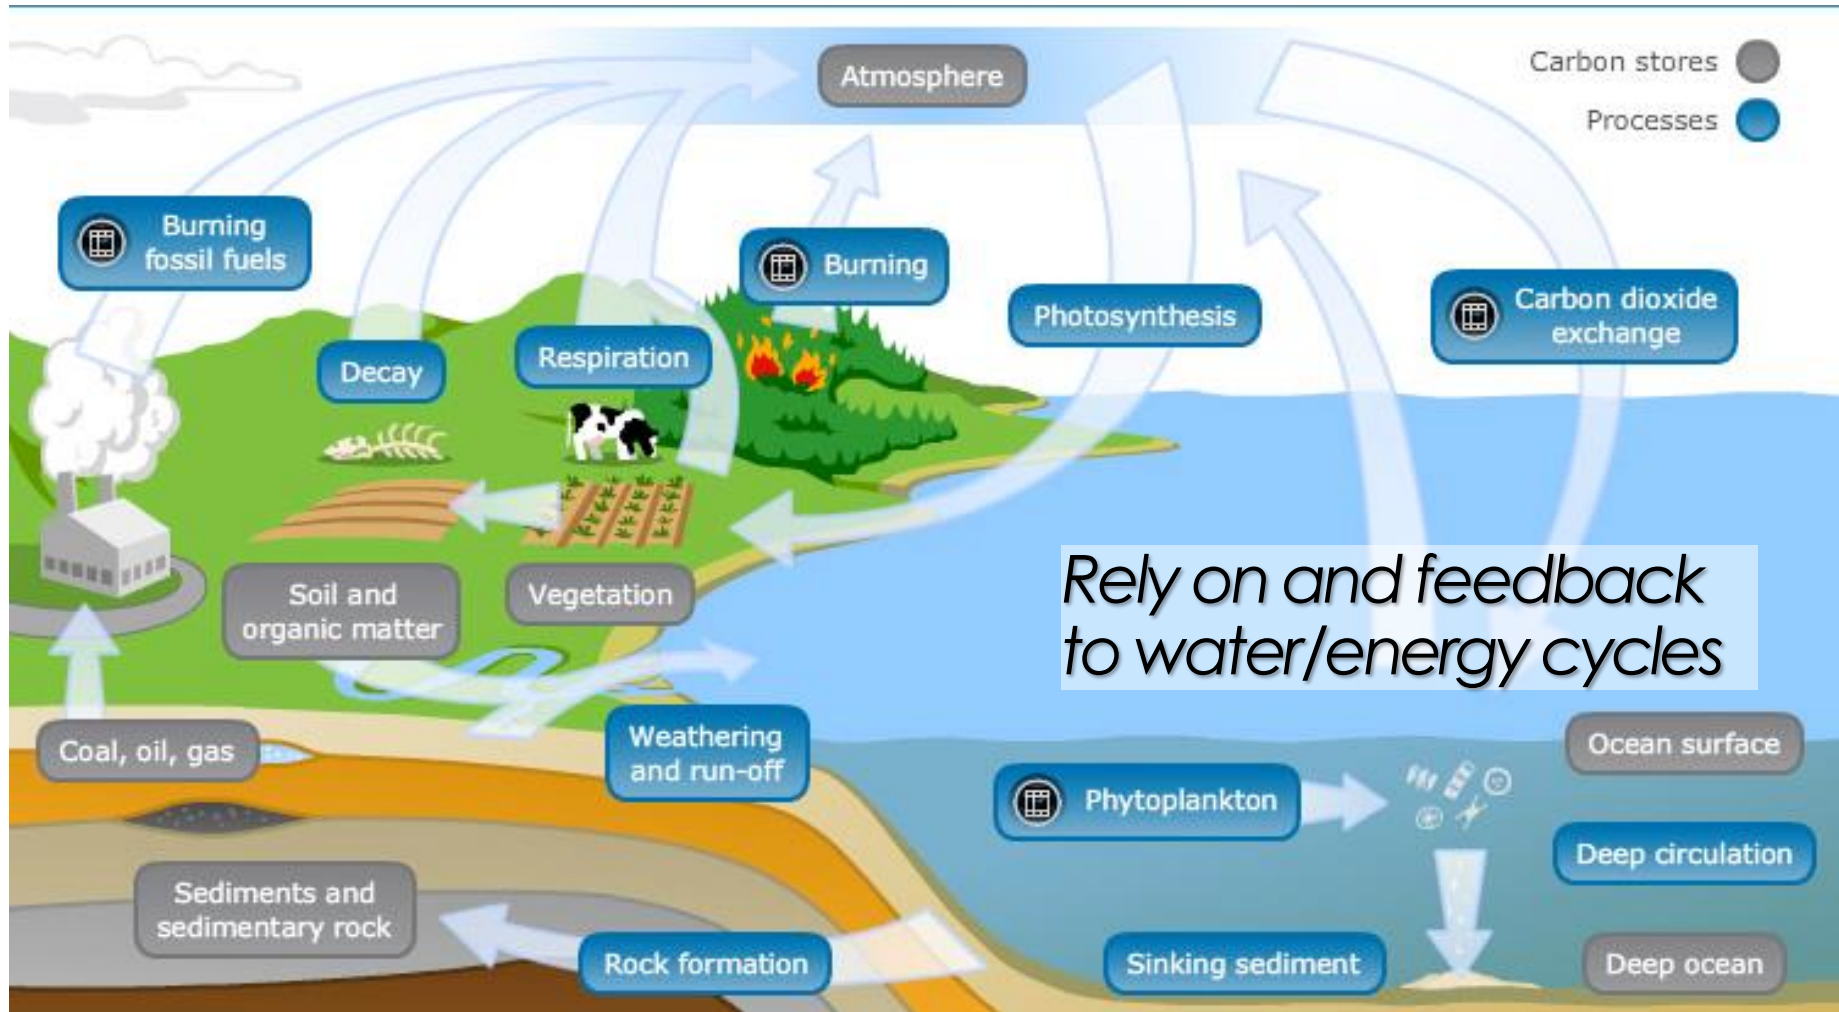 Atmosphere
Carbon stores
Processes
Burning
fossil fuels
Burning
Photosynthesis
Carbon dioxide
exchange
Decay
Respiration
Rely on and feedback
to water/energy cycles
Soil and
organic matter
Vegetation
Coal, oil, gas
Weathering
and run-off
Ocean surface
Phytoplankton
Deep circulation
Sediments and
sedimentary rock
Rock formation
Sinking sediment
Deep ocean